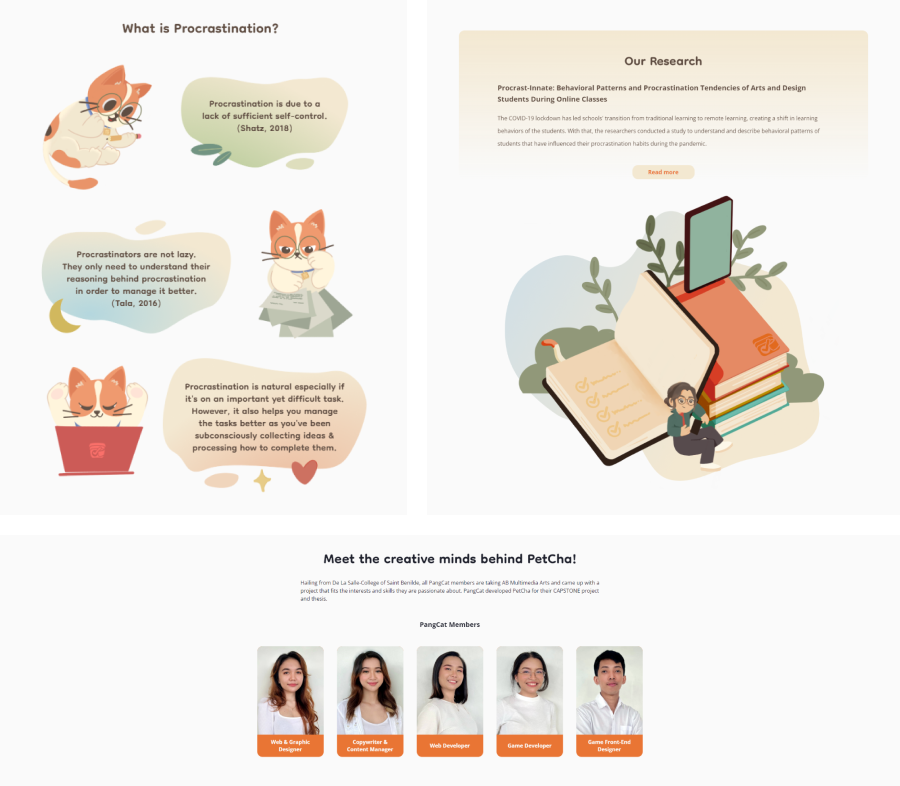 What is Procrastination?
Procrastination is due to a
lack of sufficient self-control.
(Shatz, 2018)
Procrastinators are not lazy.
They only need to understand their
reasoning behind procrastination
in order to manage it better.
(Tala, 2016)
Procrastination is natural especially if
it's on an important yet difficult task.
However, it also helps you manage
the tasks better as you've been
subconsciously collecting ideas &
processing how to complete them.
Our Research
Procrast-Innate: Behavioral Patterns and Procrastination Tendencies of Arts and Design
Students During Online Classes
The COVID-19 lockdown has led schools' transition from traditional learning to remote learning, creating a shift in learning
behaviors of the students. With that, the researchers conducted a study to understand and describe behavioral patterns of
students that have influenced their procrastination habits during the pandemic.
Read more
Meet the creative minds behind PetCha!
Hailing from De La Salle-College of Saint Benilde, all PangCat members are taking AB Multimedia Arts and came up with a
project that fits the interests and skills they are passionate about. PangCat developed PetCha for their CAPSTONE project
and thesis.
PangCat Members
Web & Graphic
Designer
Copywriter &
Content Manager
Web Developer
Game Developer
Game Front-End
Designer